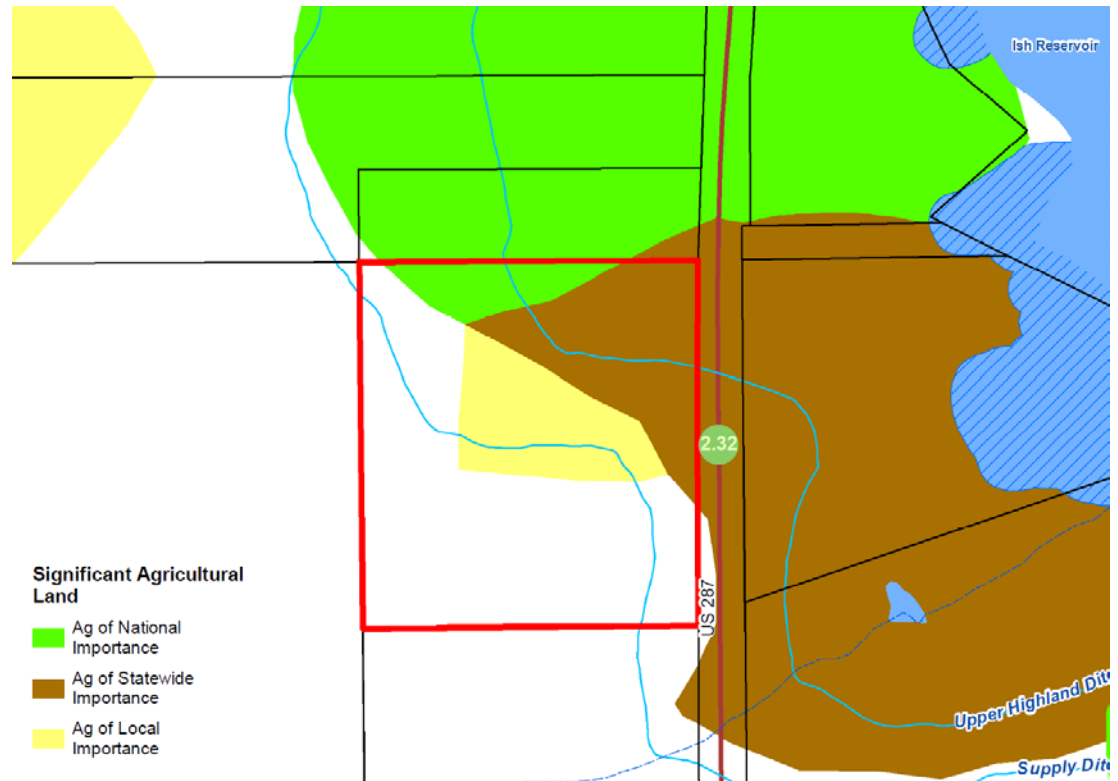 Ish Reservoir
2.32
US 287
Significant Agricultural
Land
Ag of National
Importance
Ag of Statewide
Importance
Ag of Local
Importance
Upper Highland Ditc
Supply Ditc